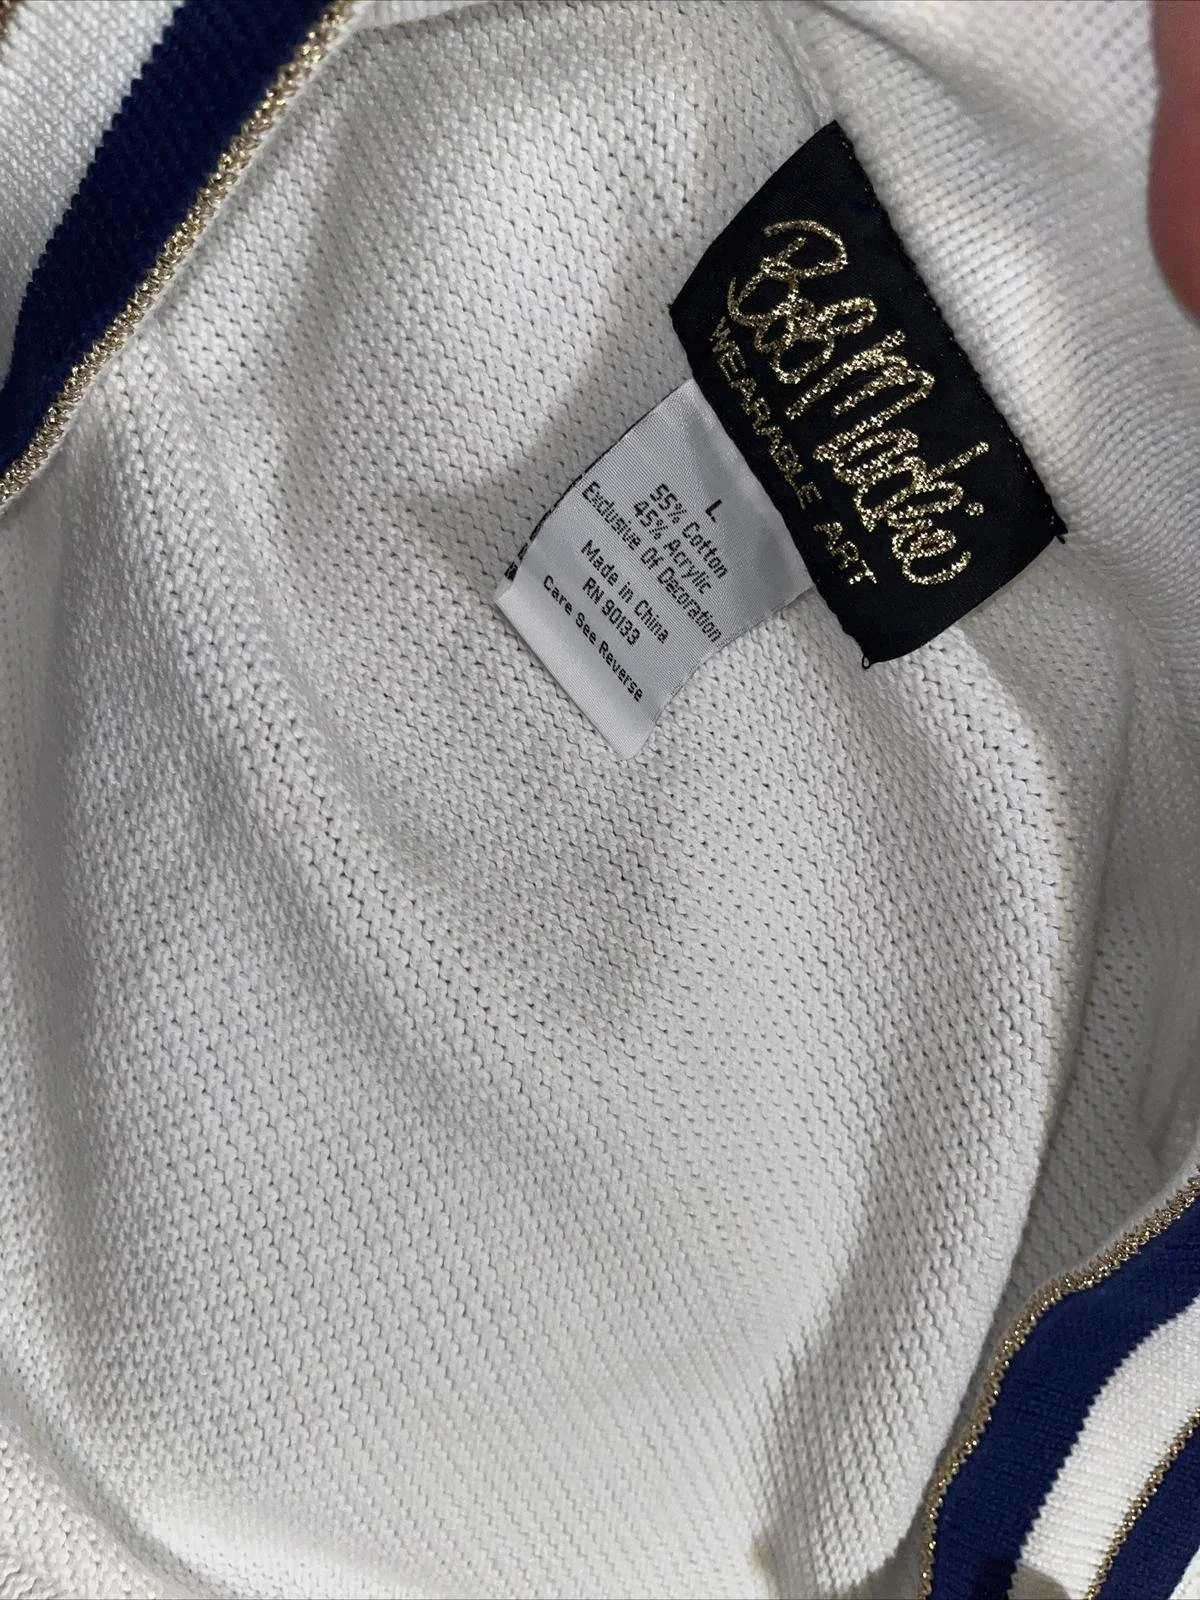 Bob Mackie
WEARABLE ART
L
55% Cotton
45% Acrylic
Exclusive Of Decoration
Made in China
RN 90133
Care See Reverse